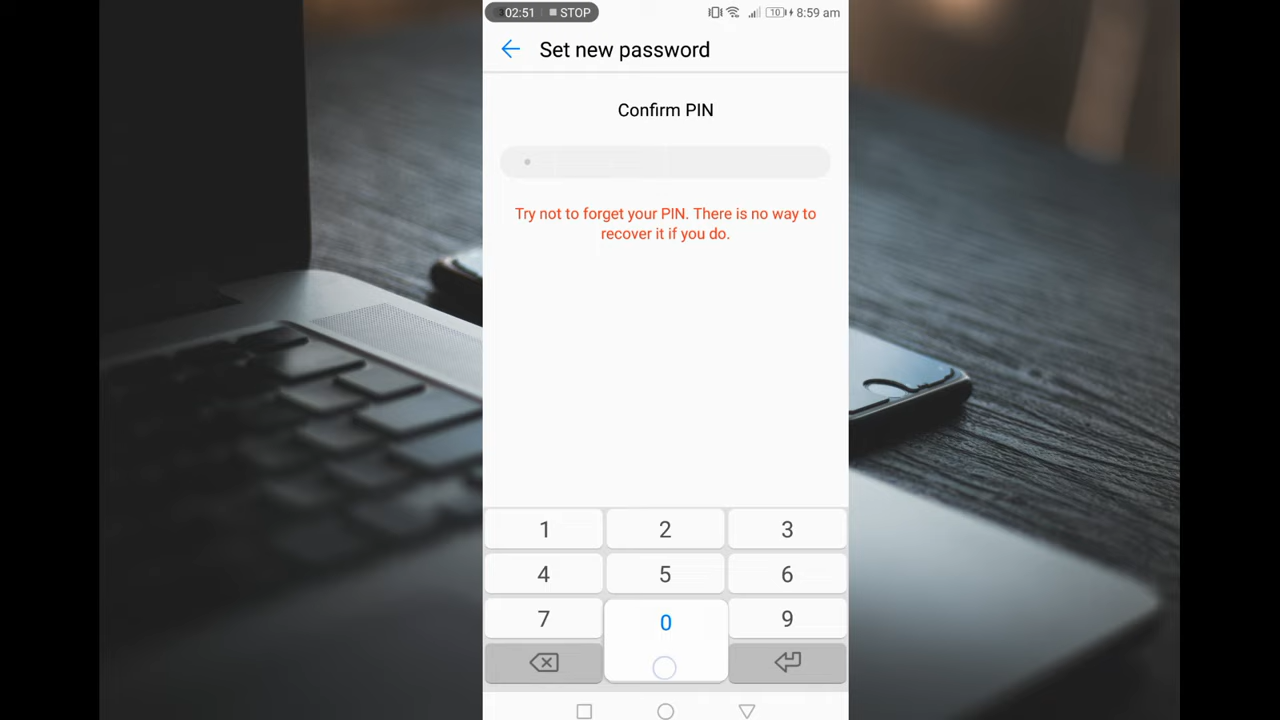 02:51 STOP 10 8:59 am
Set new password
Confirm PIN
Try not to forget your PIN. There is no way to
recover it if you do.
1 2 3
4 5 6
7 0 9